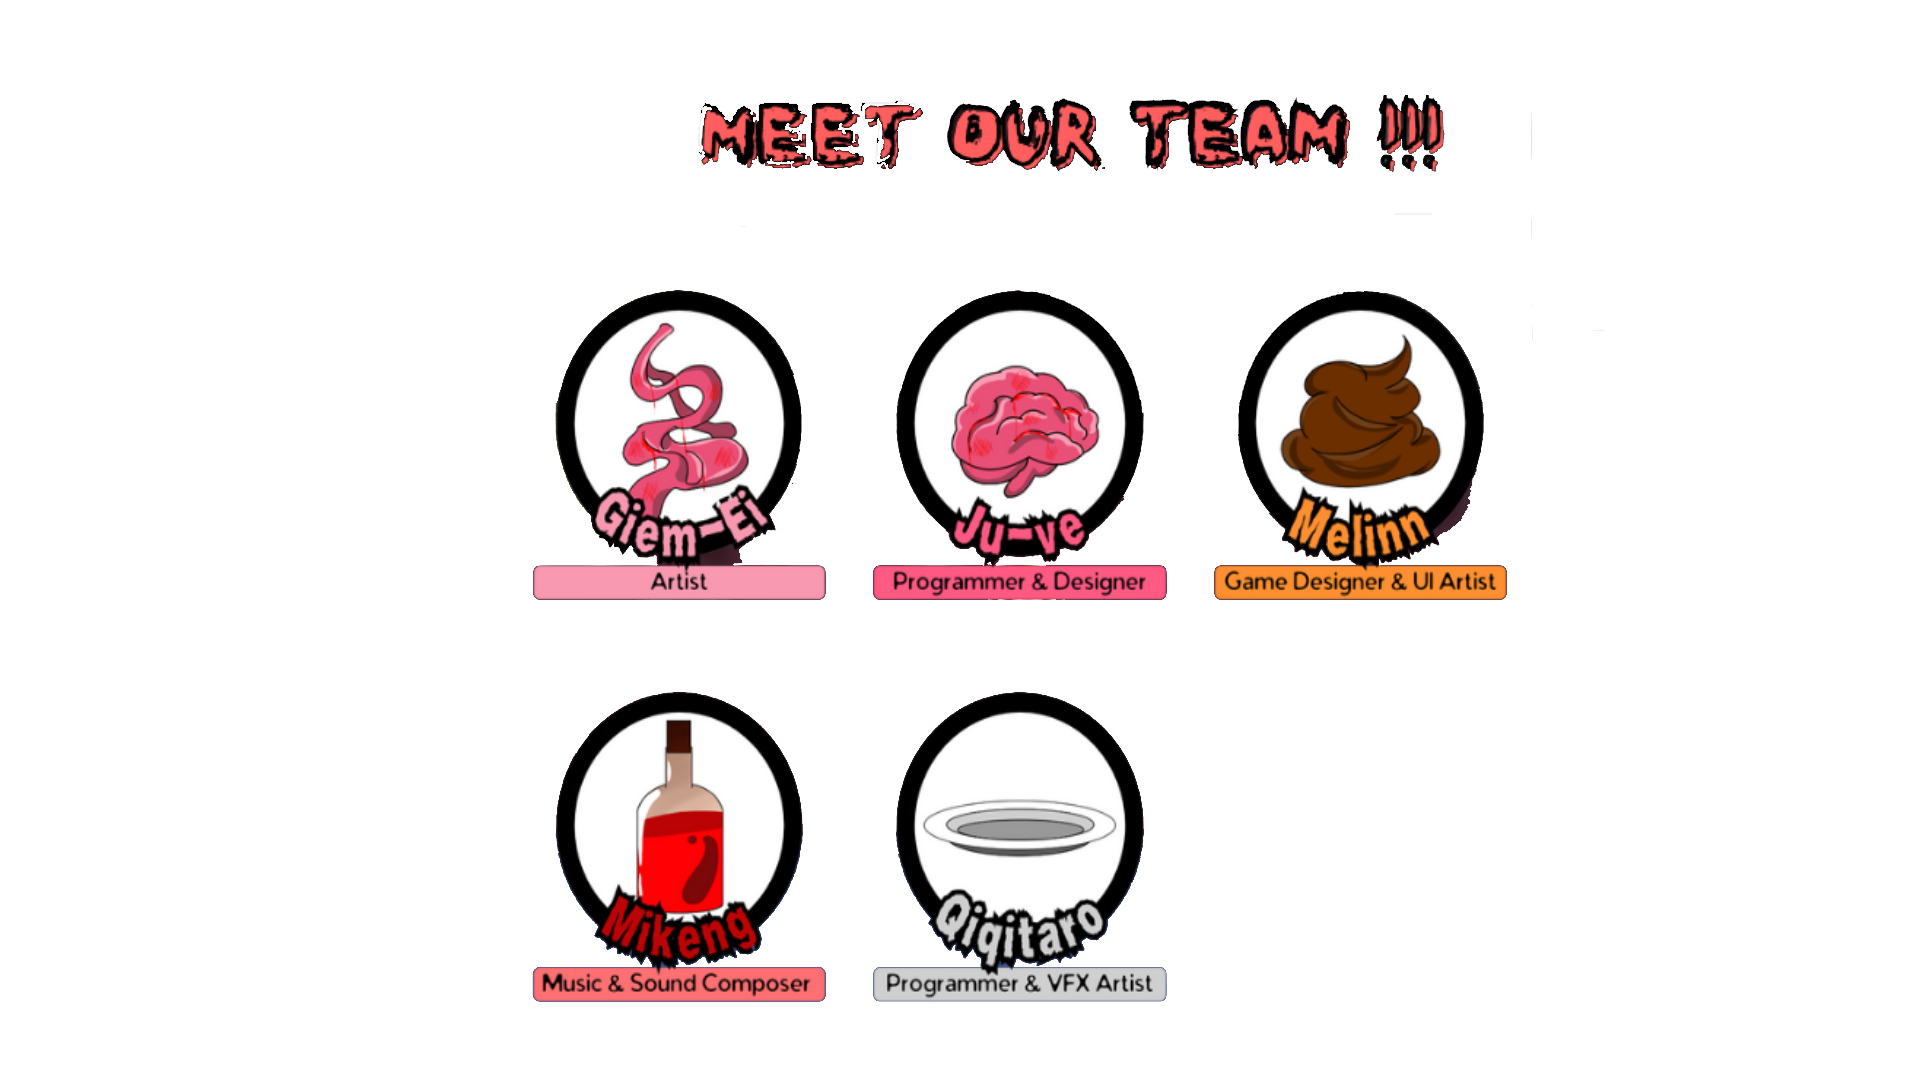 MEET OUR TEAM !!!
Giem-Ei
Artist
Ju-ve
Programmer & Designer
Melinn
Game Designer & UI Artist
Mikeng
Music & Sound Composer
Qiqitaro
Programmer & VFX Artist